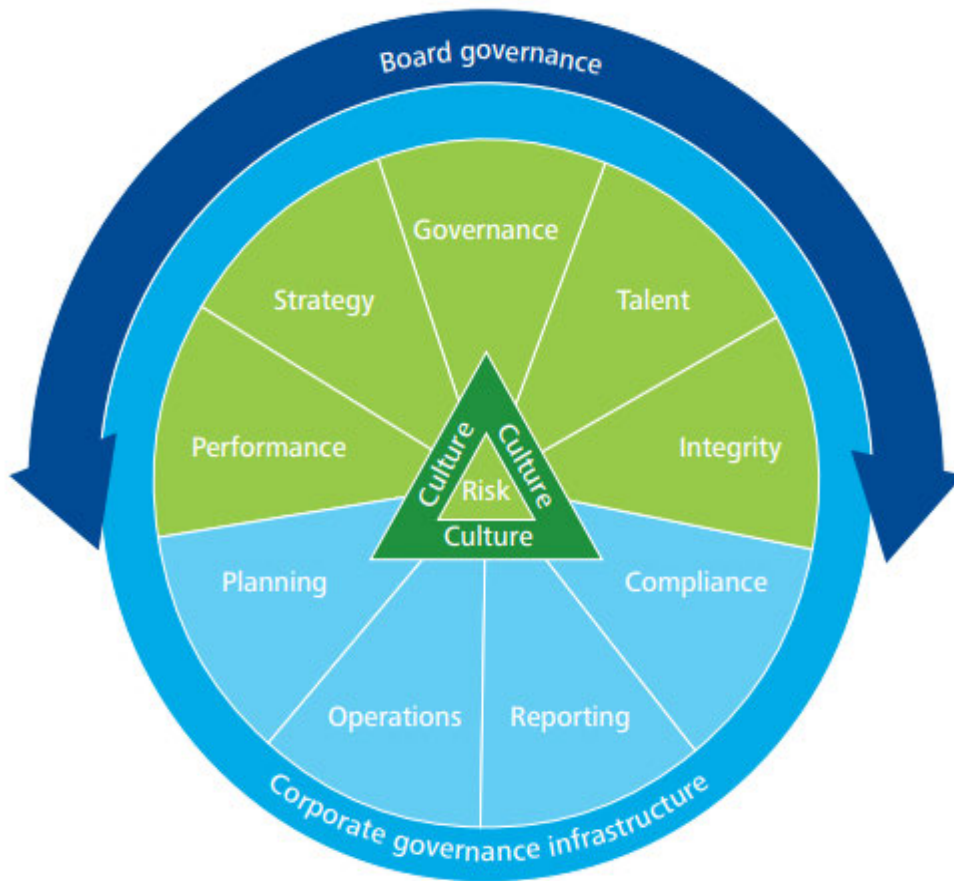 Board governance
Governance
Strategy
Talent
Performance
Integrity
Culture
Culture
Risk
Culture
Planning
Compliance
Operations
Reporting
Corporate governance infrastructure